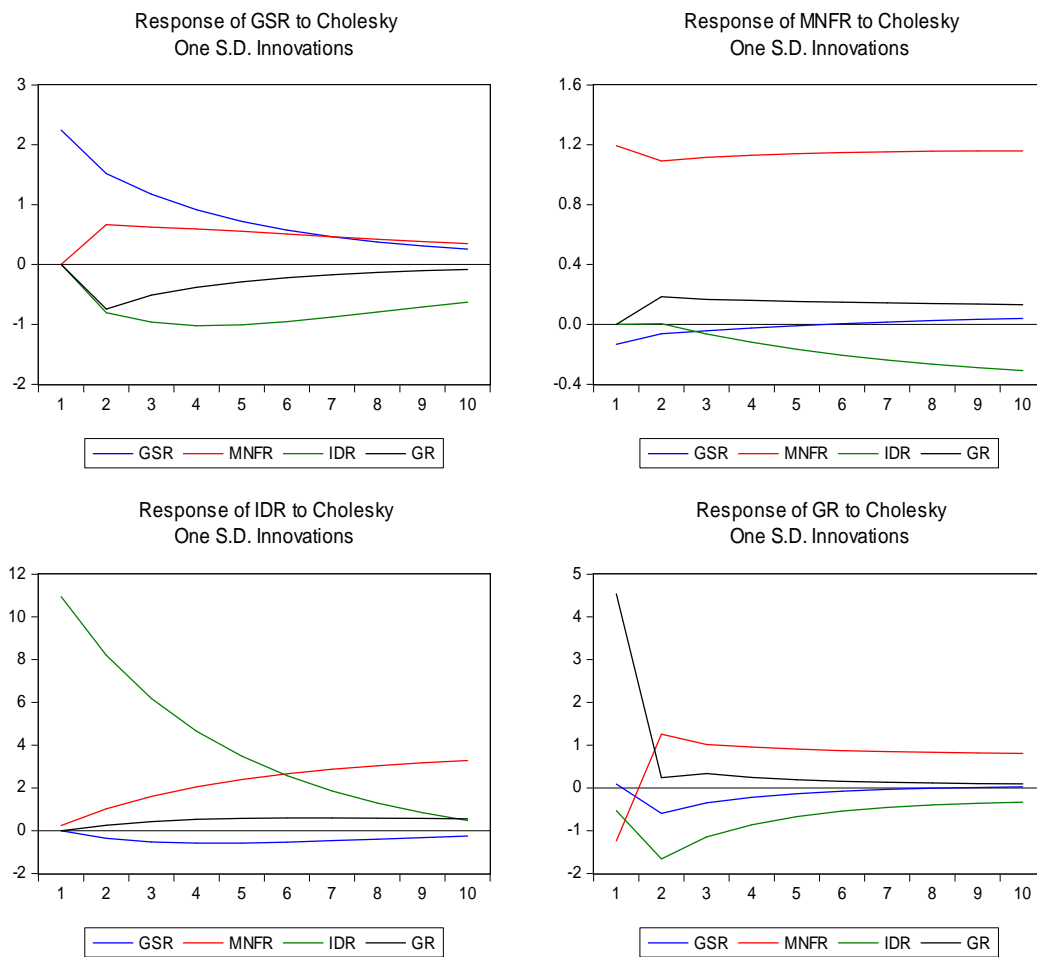 Response of GSR to Cholesky
One S.D. Innovations
3
2
1
0
-1
-2
1 2 3 4 5 6 7 8 9 10
GSR MNFR IDR GR
Response of MNFR to Cholesky
One S.D. Innovations
1.6
1.2
0.8
0.4
0.0
-0.4
1 2 3 4 5 6 7 8 9 10
GSR MNFR IDR GR
Response of IDR to Cholesky
One S.D. Innovations
12
10
8
6
4
2
0
-2
1 2 3 4 5 6 7 8 9 10
GSR MNFR IDR GR
Response of GR to Cholesky
One S.D. Innovations
5
4
3
2
1
0
-1
-2
1 2 3 4 5 6 7 8 9 10
GSR MNFR IDR GR